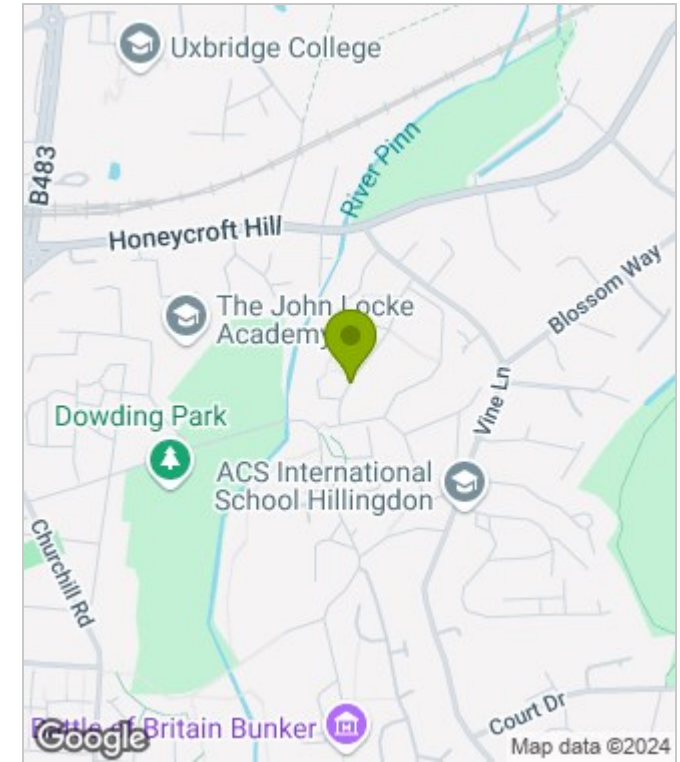 Uxbridge College
B483
River Pinn
Honeycroft Hill
The John Locke
Academy
Blossom Way
Vine Ln
Dowding Park
ACS International
School Hillingdon
Churchill Rd
Battle of Britain Bunker
Court Dr
Google
Map data ©2024